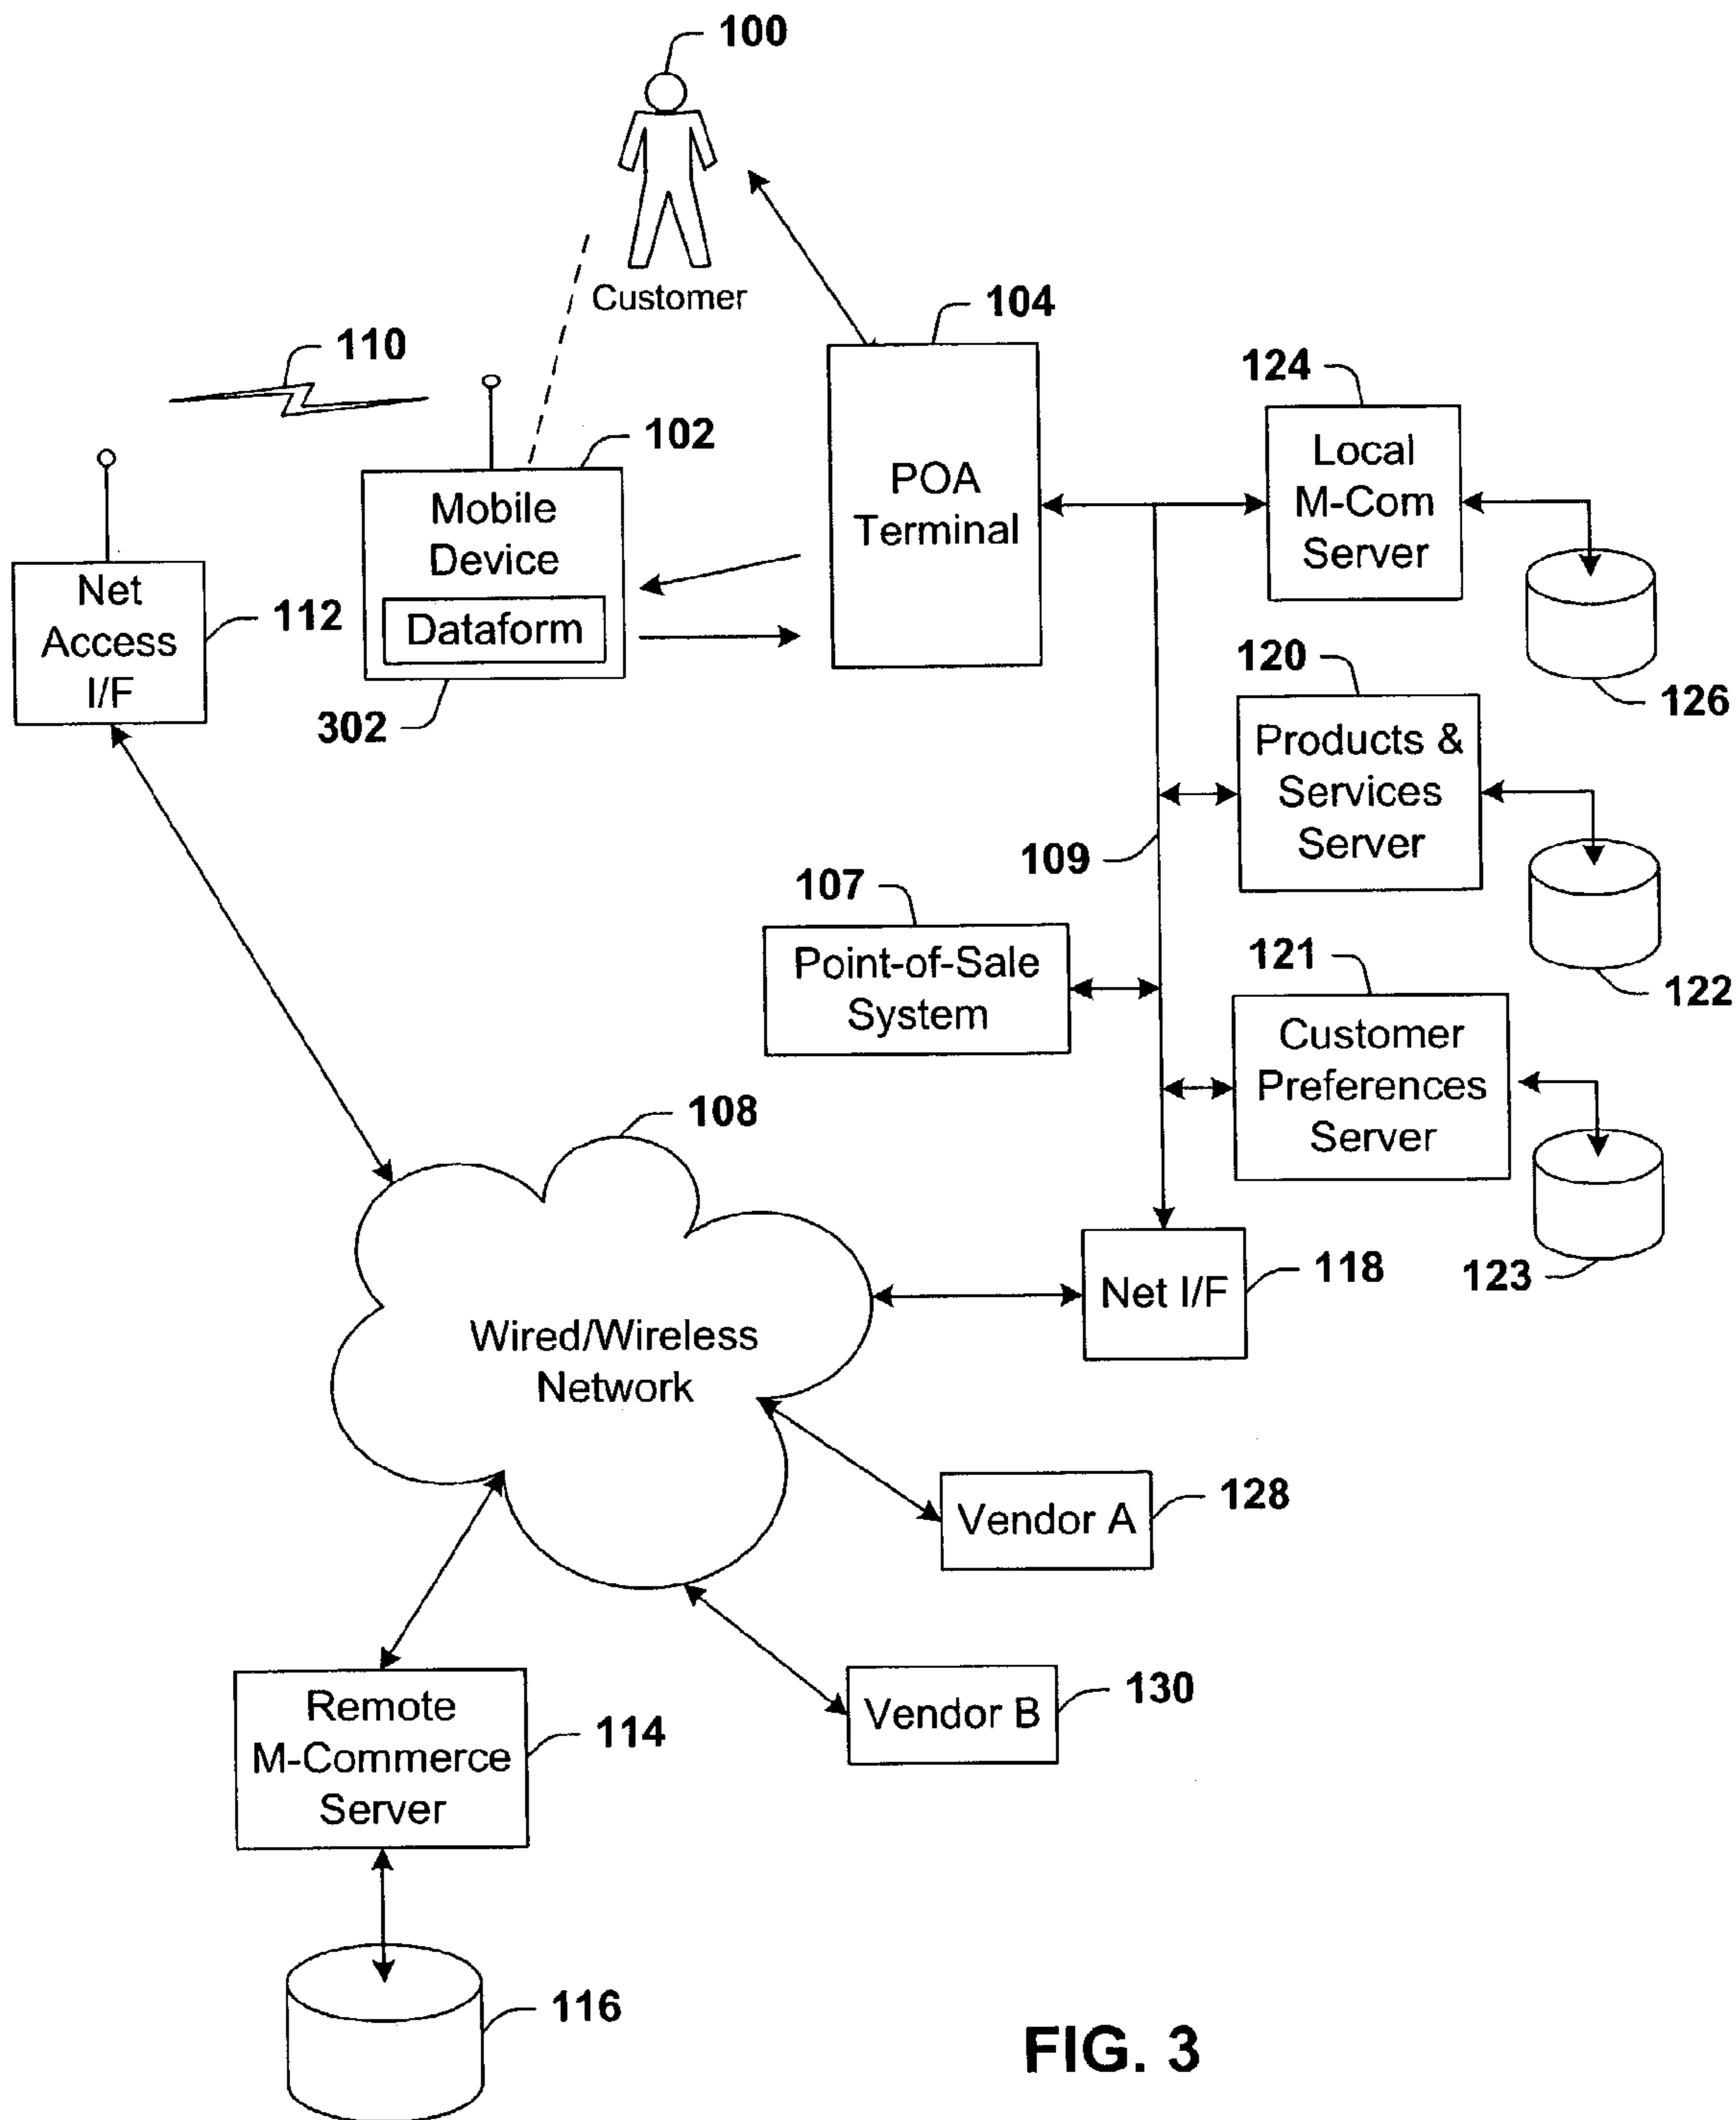 100
Customer
104
110
124
102
POA
Terminal
Local
M-Com
Server
Mobile
Device
Dataform
Net
Access
I/F
112
302
120
126
Products &
Services
Server
109
107
Point-of-Sale
System
121
122
Customer
Preferences
Server
108
123
Net I/F
118
Wired/Wireless
Network
Vendor A
128
Vendor B
130
Remote
M-Commerce
Server
114
116
FIG. 3